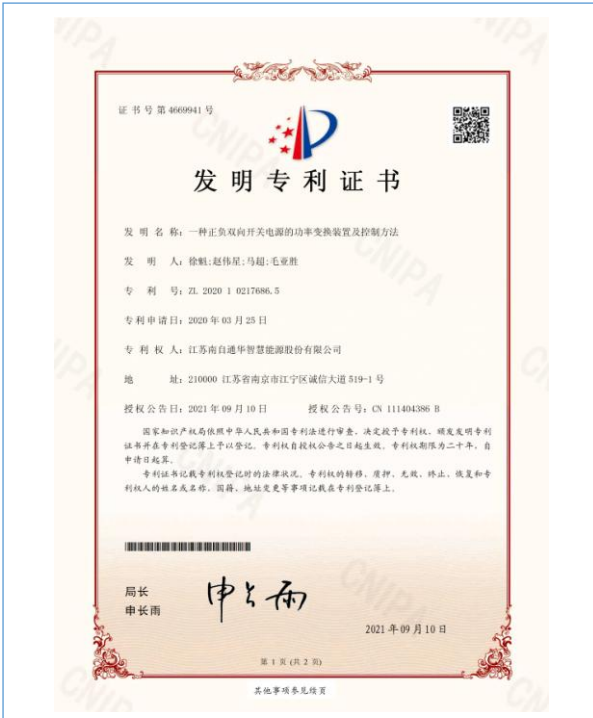 证书号第4669941号
发明专利证书
发 明 名 称：一种正负双向开关电源的功率变换装置及控制方法
发 明 人：徐魁;赵伟星;马超;毛亚胜
专 利 号：ZL 2020 1 0217686.5
专利申请日：2020年03月25日
专 利 权 人：江苏南自通华智慧能源股份有限公司
地 址：210000 江苏省南京市江宁区诚信大道519-1号
授权公告日：2021年09月10日 授权公告号：CN 111404386 B
国家知识产权局依照中华人民共和国专利法进行审查，决定授予专利权，颁发发明专利
证书并在专利登记簿上予以登记。专利权自授权公告之日起生效。专利权期限为二十年，自
申请日起算。
专利证书记载专利权登记时的法律状况。专利权的转移、质押、无效、终止、恢复和专
利权人的姓名或名称、国籍、地址变更等事项记载在专利登记簿上。
局长
申长雨
申长雨
2021年09月10日
第 1 页 (共 2 页)
其他事项参见续页
CNIPA